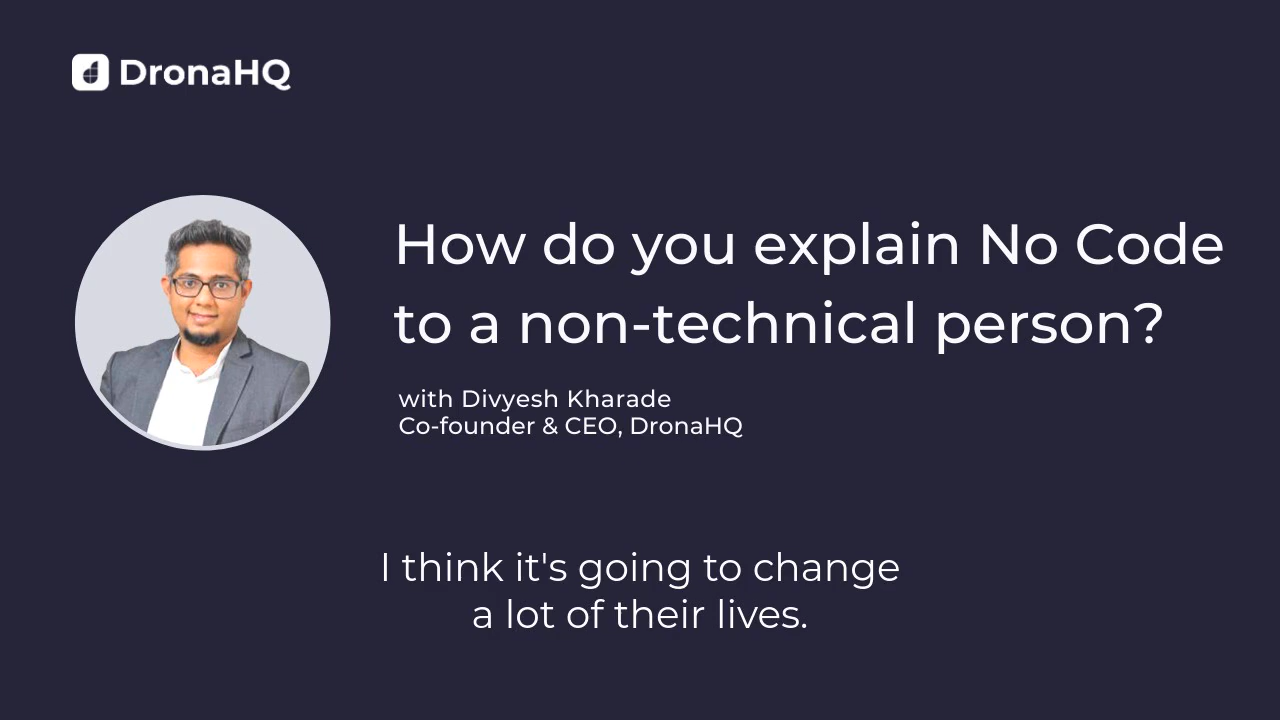 DronaHQ
How do you explain No Code
to a non-technical person?
with Divyesh Kharade
Co-founder & CEO, DronaHQ
I think it's going to change
a lot of their lives.